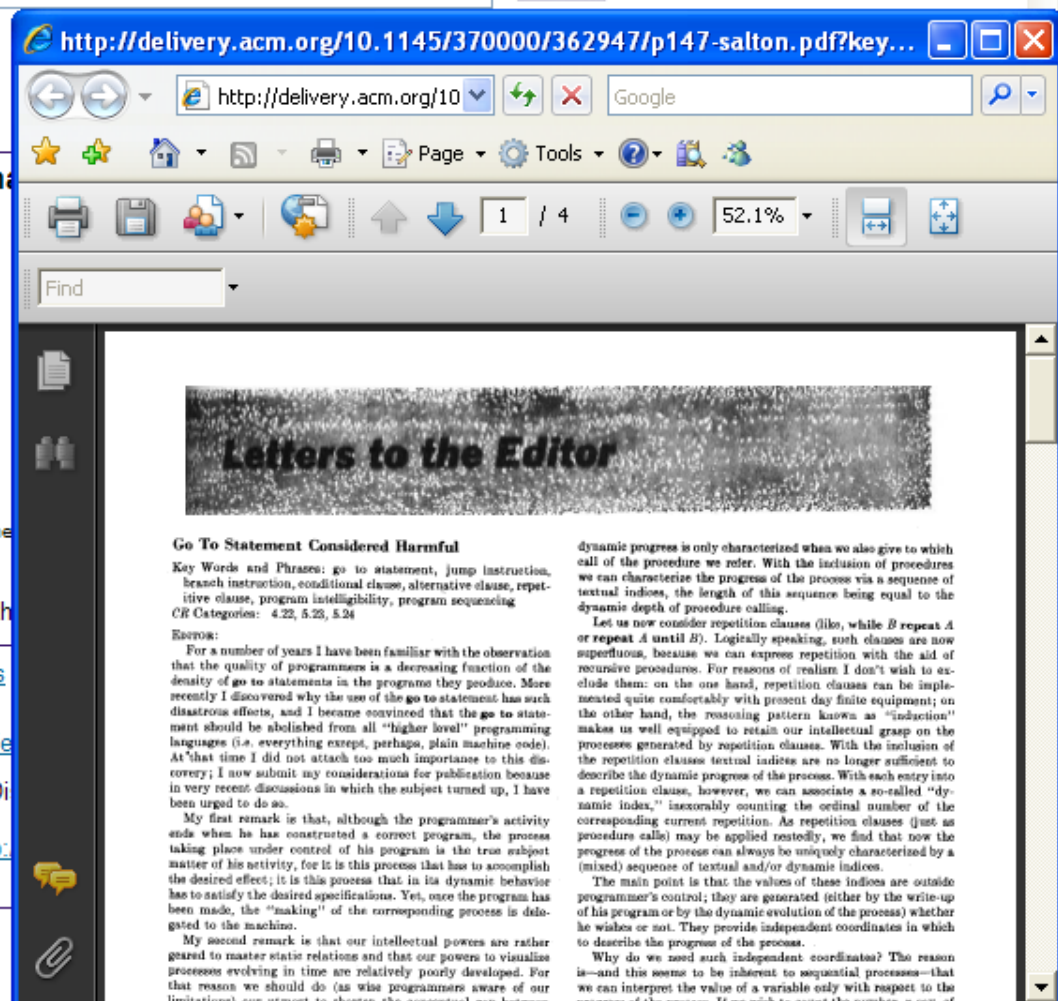 http://delivery.acm.org/10.1145/370000/362947/p147-salton.pdf?key...
http://delivery.acm.org/10
Google
Page
Tools
1 / 4
52.1%
Find
Letters to the Editor
Go To Statement Considered Harmful
Key Words and Phrases: go to statement, jump instruction,
branch instruction, conditional clause, alternative clause, repet-
itive clause, program intelligibility, program sequencing
CR Categories: 4.22, 5.23, 5.24
EDITOR:
For a number of years I have been familiar with the observation
that the quality of programmers is a decreasing function of the
density of go to statements in the programs they produce. More
recently I discovered why the use of the go to statement has such
disastrous effects, and I became convinced that the go to state-
ment should be abolished from all "higher level" programming
languages (i.e. everything except, perhaps, plain machine code).
At that time I did not attach too much importance to this dis-
covery; I now submit my considerations for publication because
in very recent discussions in which the subject turned up, I have
been urged to do so.
My first remark is that, although the programmer's activity
ends when he has constructed a correct program, the process
taking place under control of his program is the true subject
matter of his activity, for it is this process that has to accomplish
the desired effect; it is this process that in its dynamic behavior
has to satisfy the desired specifications. Yet, once the program has
been made, the "making" of the corresponding process is dele-
gated to the machine.
My second remark is that our intellectual powers are rather
geared to master static relations and that our powers to visualize
processes evolving in time are relatively poorly developed. For
that reason we should do (as wise programmers aware of our
dynamic progress is only characterized when we also give to which
call of the procedure we refer. With the inclusion of procedures
we can characterize the progress of the process via a sequence of
textual indices, the length of this sequence being equal to the
dynamic depth of procedure calling.
Let us now consider repetition clauses (like, while B repeat A
or repeat A until B). Logically speaking, such clauses are now
superfluous, because we can express repetition with the aid of
recursive procedures. For reasons of realism I don't wish to ex-
clude them: on the one hand, repetition clauses can be imple-
mented quite comfortably with present day finite equipment; on
the other hand, the reasoning pattern known as "induction"
makes us well equipped to retain our intellectual grasp on the
processes generated by repetition clauses. With the inclusion of
the repetition clauses textual indices are no longer sufficient to
describe the dynamic progress of the process. With each entry into
a repetition clause, however, we can associate a so-called "dy-
namic index," inexorably counting the ordinal number of the
corresponding current repetition. As repetition clauses (just as
procedure calls) may be applied nestedly, we find that now the
progress of the process can always be uniquely characterized by a
(mixed) sequence of textual and/or dynamic indices.
The main point is that the values of these indices are outside
programmer's control; they are generated (either by the write-up
of his program or by the dynamic evolution of the process) whether
he wishes or not. They provide independent coordinates in which
to describe the progress of the process.
Why do we need such independent coordinates? The reason
is—and this seems to be inherent to sequential processes—that
we can interpret the value of a variable only with respect to the